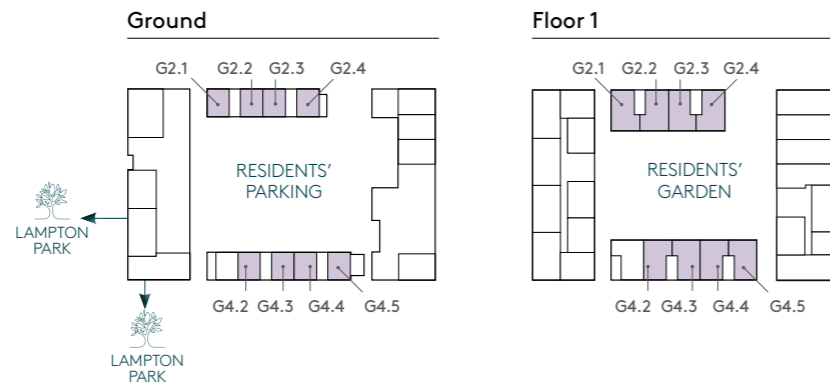 Ground
G2.1 G2.2 G2.3 G2.4
RESIDENTS'
PARKING
LAMPTON
PARK
G4.2 G4.3 G4.4 G4.5
LAMPTON
PARK
Floor 1
G2.1 G2.2 G2.3 G2.4
RESIDENTS'
GARDEN
G4.2 G4.3 G4.4 G4.5